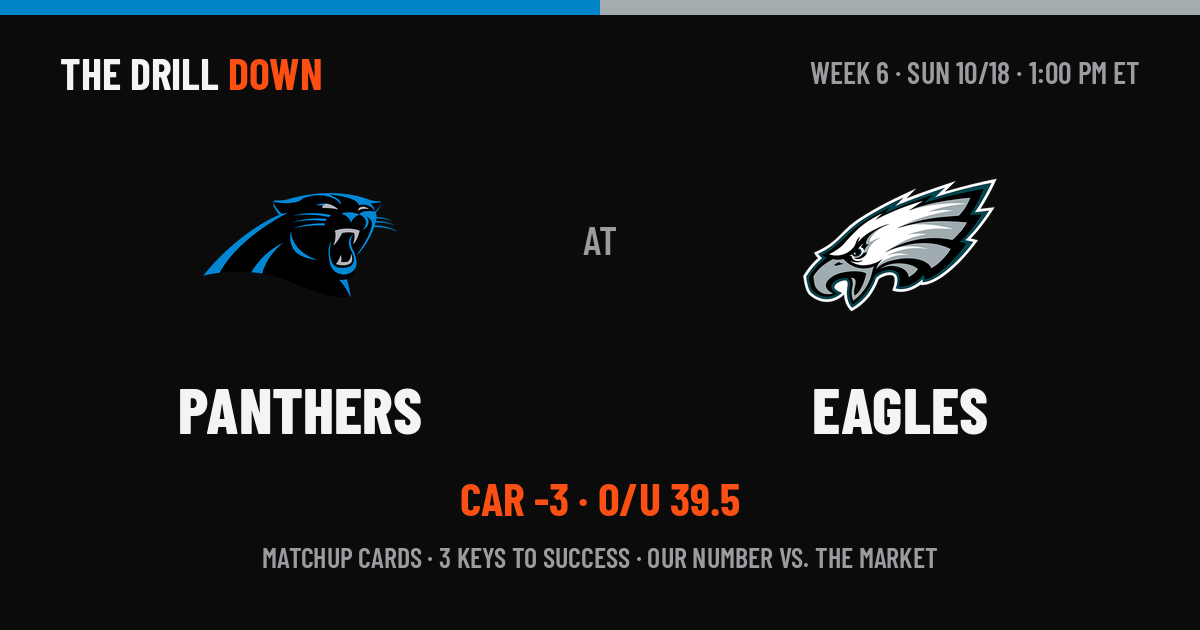 THE DRILL DOWN
WEEK 6 · SUN 10/18 · 1:00 PM ET
AT
PANTHERS
EAGLES
CAR -3 · O/U 39.5
MATCHUP CARDS · 3 KEYS TO SUCCESS · OUR NUMBER VS. THE MARKET